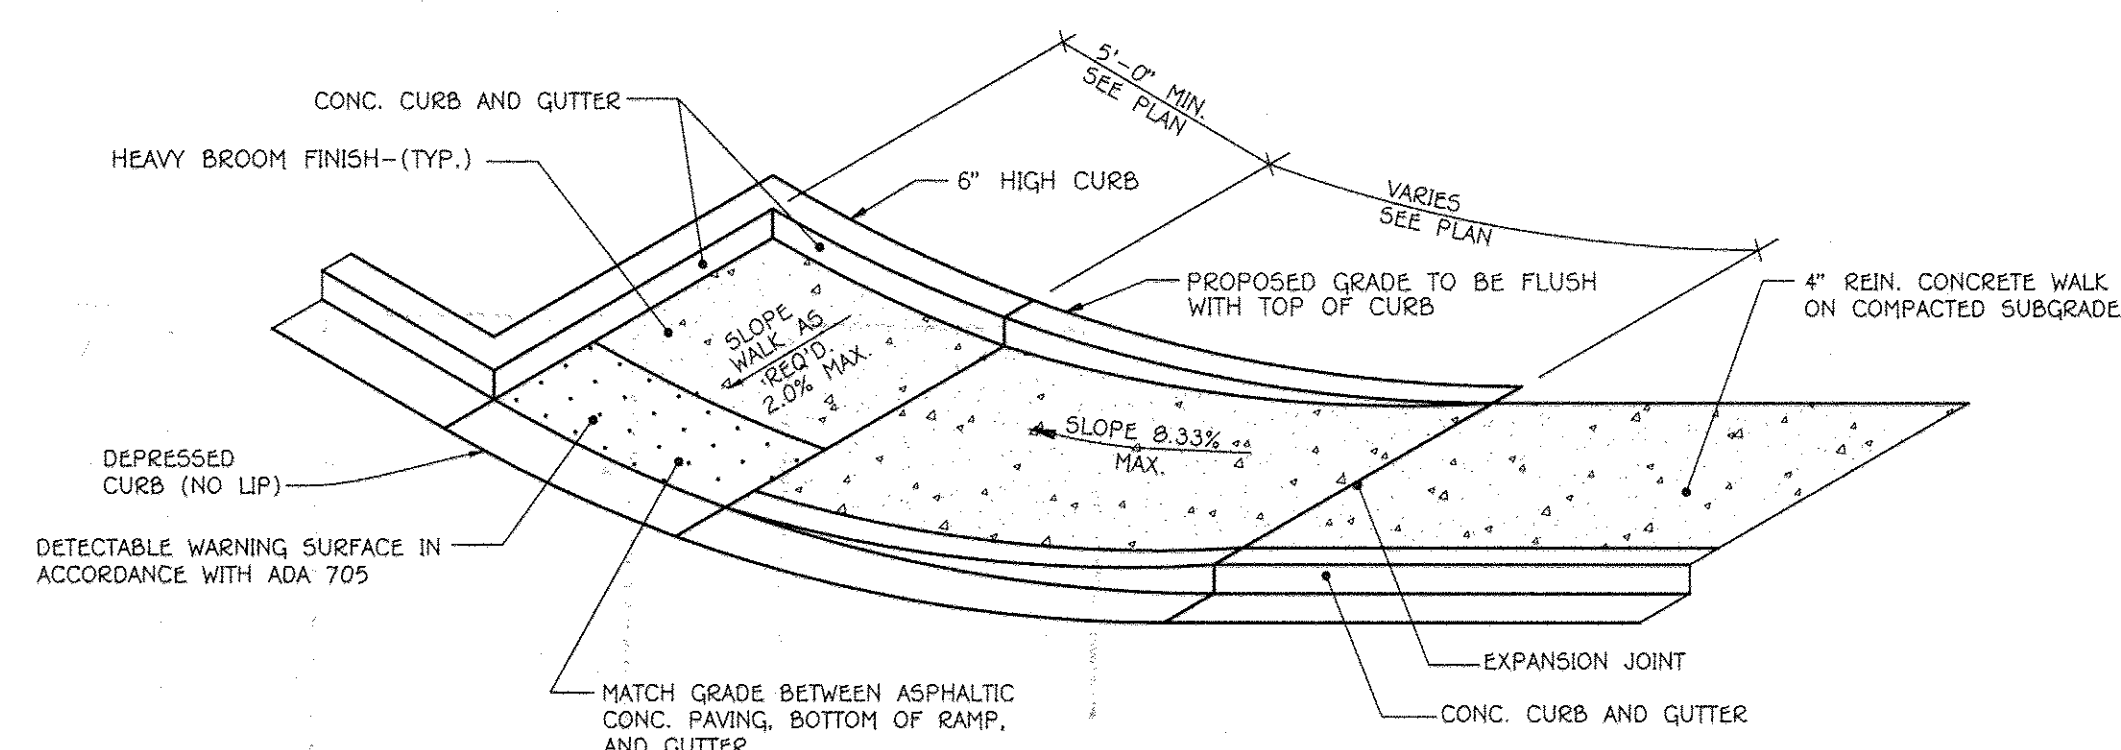 5'-0" MIN.
SEE PLAN
CONC. CURB AND GUTTER
HEAVY BROOM FINISH-(TYP.)
6" HIGH CURB
VARIES
SEE PLAN
PROPOSED GRADE TO BE FLUSH
WITH TOP OF CURB
4" REIN. CONCRETE WALK
ON COMPACTED SUBGRADE
SLOPE
WALK AS
REQ'D.
2.0% MAX.
SLOPE 8.33%
MAX.
DEPRESSED
CURB (NO LIP)
DETECTABLE WARNING SURFACE IN
ACCORDANCE WITH ADA 705
EXPANSION JOINT
MATCH GRADE BETWEEN ASPHALTIC
CONC. PAVING, BOTTOM OF RAMP,
AND GUTTER
CONC. CURB AND GUTTER